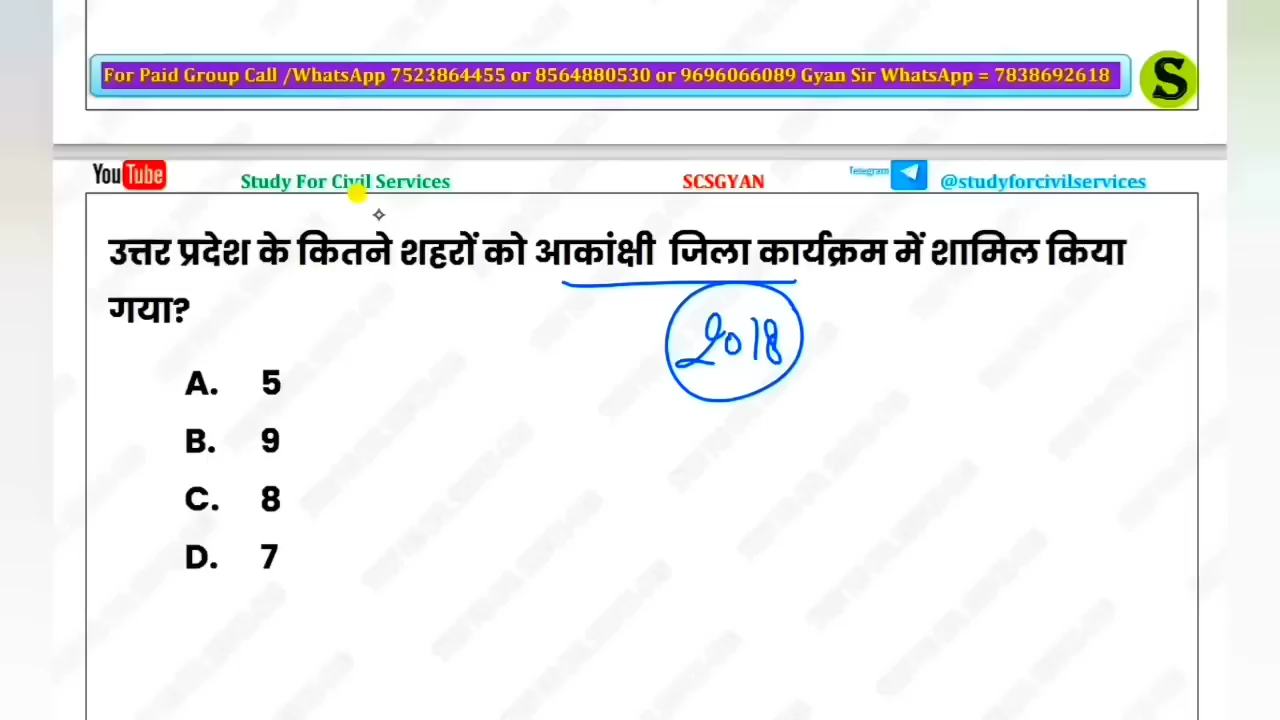 For Paid Group Call /WhatsApp 7523864455 or 8564880530 or 9696066089 Gyan Sir WhatsApp = 7838692618
S
YouTube Study For Civil Services SCSGYAN Telegram @studyforcivilservices
उत्तर प्रदेश के कितने शहरों को आकांक्षी जिला कार्यक्रम में शामिल किया
गया?
2018
A. 5
B. 9
C. 8
D. 7